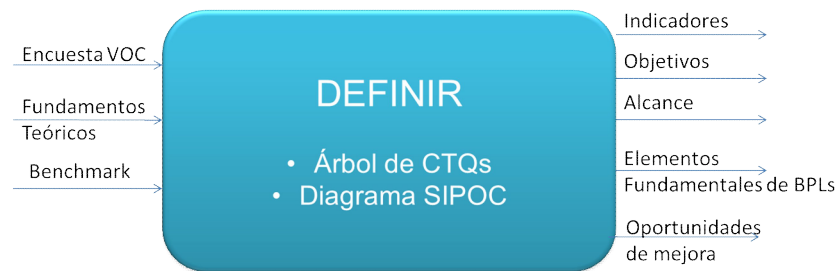 Encuesta VOC
Fundamentos
Teóricos
Benchmark
DEFINIR
• Árbol de CTQs
• Diagrama SIPOC
Indicadores
Objetivos
Alcance
Elementos
Fundamentales de BPLs
Oportunidades
de mejora